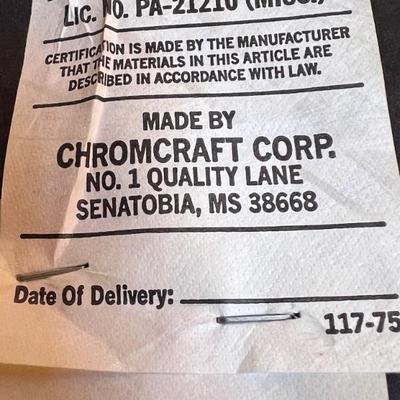 LIC. NO. PA-21210 (MISS.)
CERTIFICATION IS MADE BY THE MANUFACTURER
THAT THE MATERIALS IN THIS ARTICLE ARE
DESCRIBED IN ACCORDANCE WITH LAW.
MADE BY
CHROMCRAFT CORP.
NO. 1 QUALITY LANE
SENATOBIA, MS 38668
Date Of Delivery:
117-75